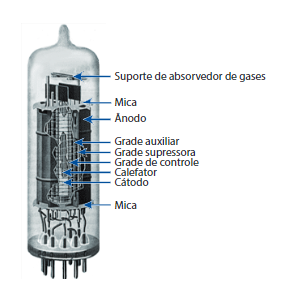 Suporte de absorvedor de gases
Mica
Ânodo
Grade auxiliar
Grade supressora
Grade de controle
Calefator
Cátodo
Mica